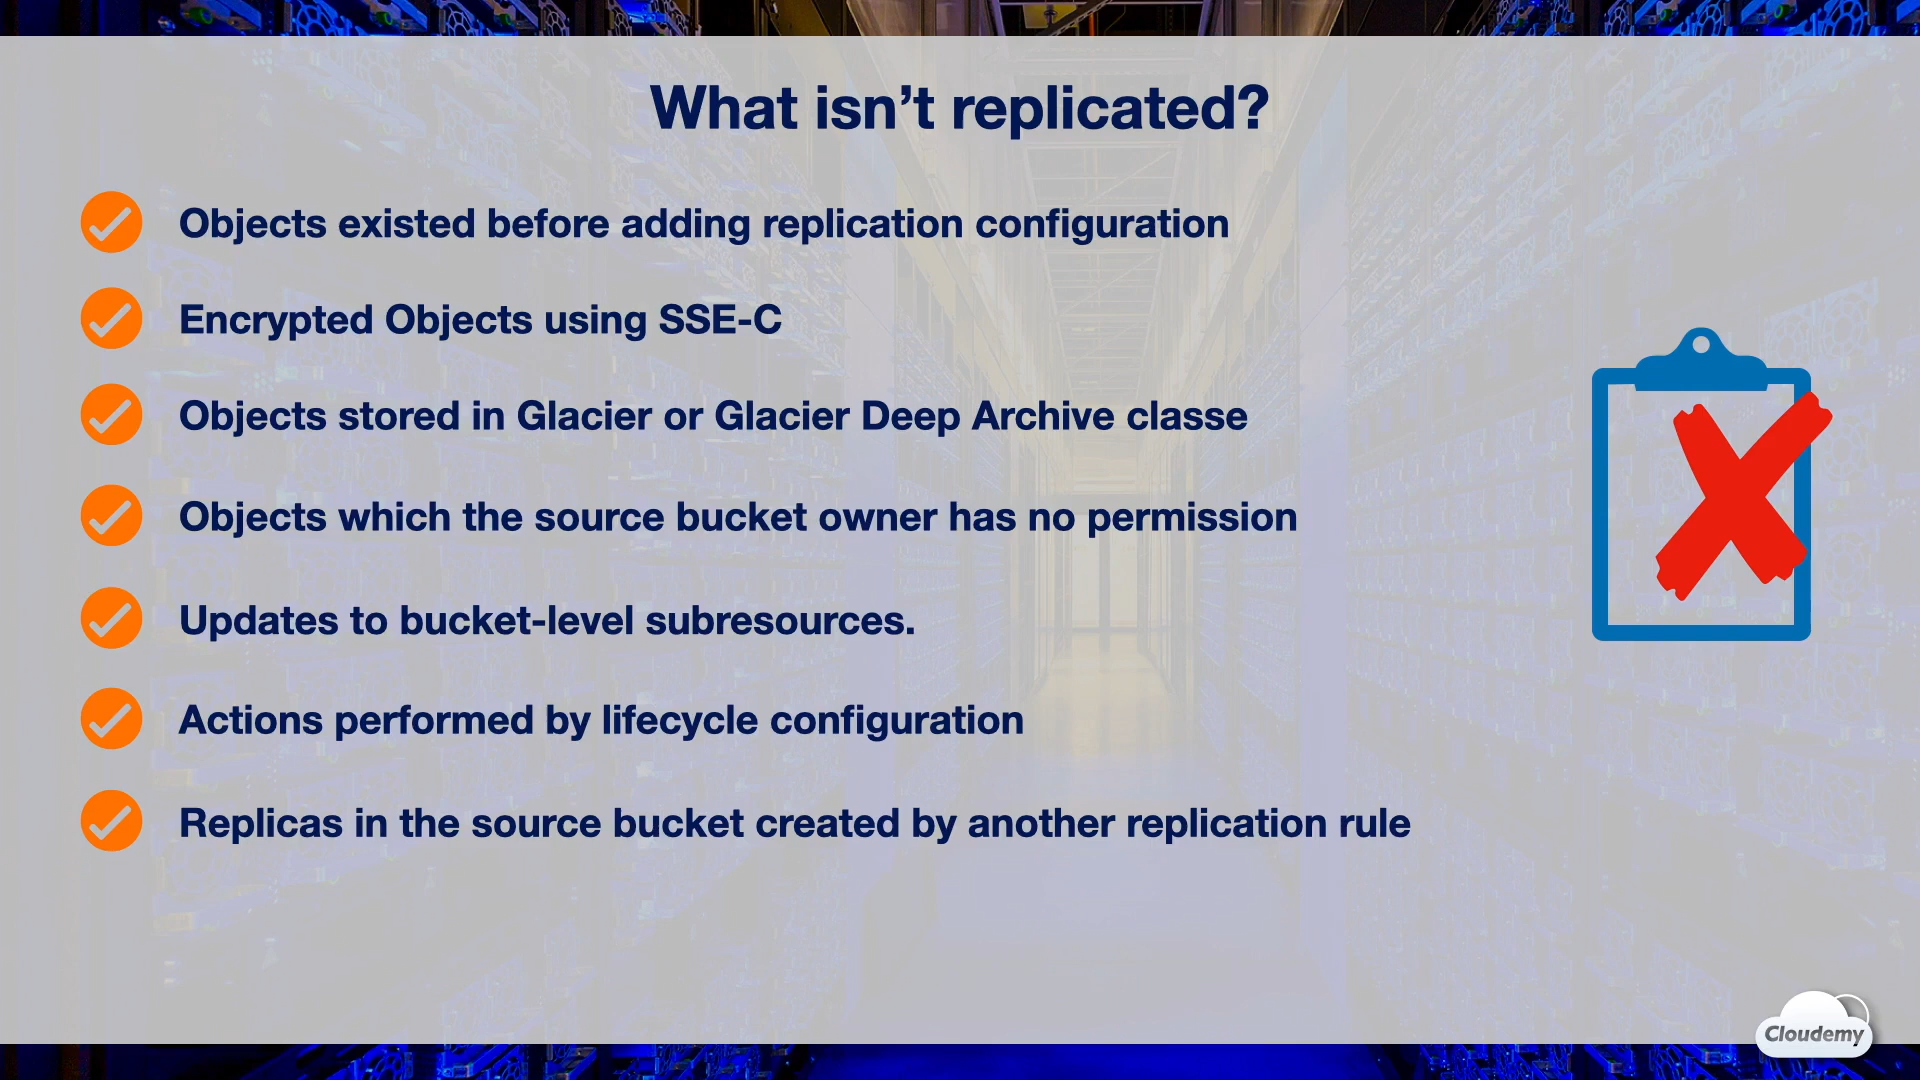 What isn’t replicated?
Objects existed before adding replication configuration
Encrypted Objects using SSE-C
Objects stored in Glacier or Glacier Deep Archive classe
Objects which the source bucket owner has no permission
Updates to bucket-level subresources.
Actions performed by lifecycle configuration
Replicas in the source bucket created by another replication rule
Cloudemy